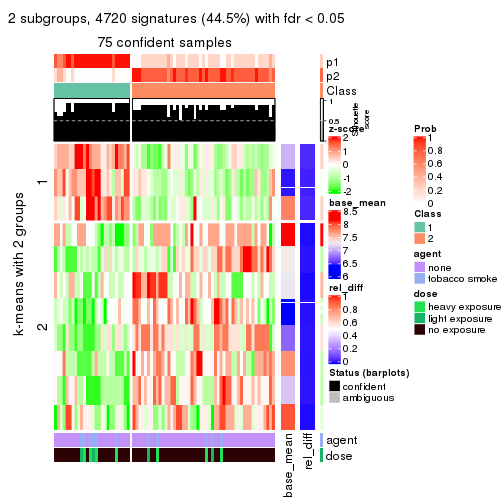 2 subgroups, 4720 signatures (44.5%) with fdr < 0.05
75 confident samples
p1
p2
Class
1
0.5
0
Silhouette
score
k-means with 2 groups
1
2
z-score
2
1
0
-1
-2
base_mean
8.5
8
7.5
7
6.5
6
rel_diff
1
0.8
0.6
0.4
0.2
0
Status (barplots)
confident
ambiguous
Prob
1
0.8
0.6
0.4
0.2
0
Class
1
2
agent
none
tobacco smoke
dose
heavy exposure
light exposure
no exposure
agent
dose
base_mean
rel_diff